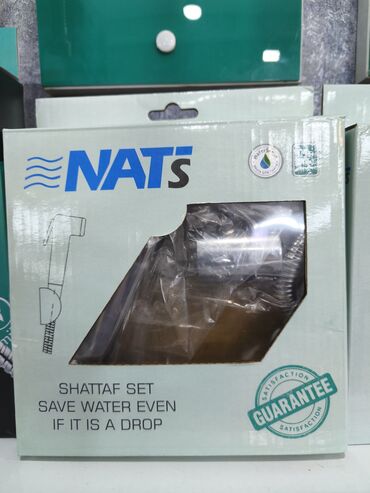 NATs
SHATTAF SET
SAVE WATER EVEN
IF IT IS A DROP
SATISFACTION
GUARANTEE
SATISFACTION